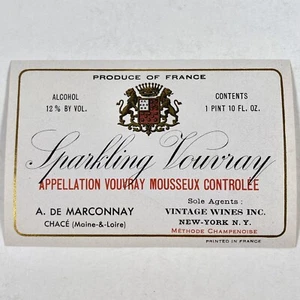 PRODUCE OF FRANCE
ALCOHOL
12 % BY VOL.
CONTENTS
1 PINT 10 FL. OZ.
Sparkling Vouvray
APPELLATION VOUVRAY MOUSSEUX CONTROLÉE
A. DE MARCONNAY
CHACÉ (Maine-&-Loire)
Sole Agents :
VINTAGE WINES INC.
NEW-YORK N. Y.
MÉTHODE CHAMPENOISE
PRINTED IN FRANCE